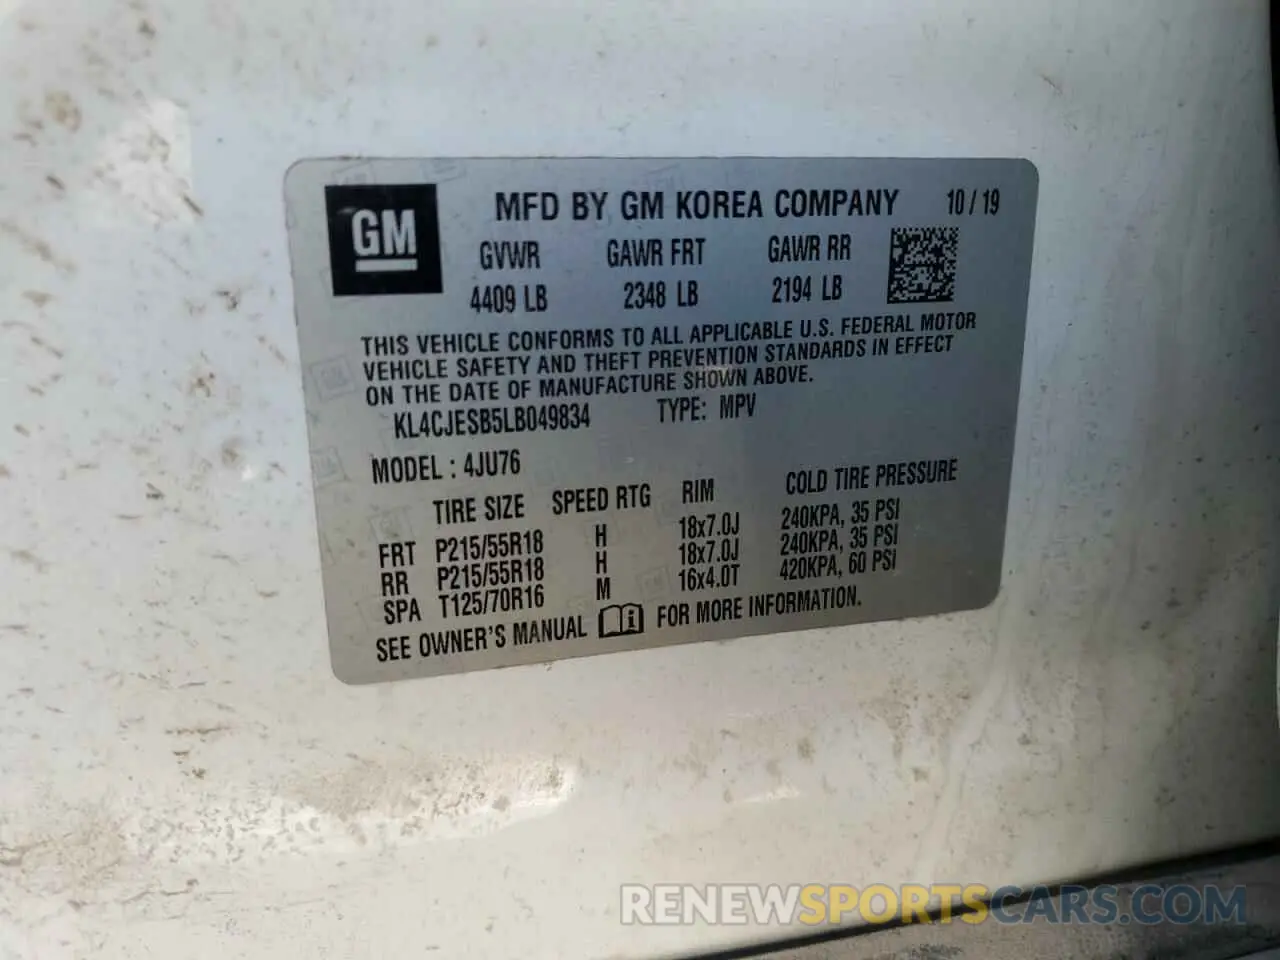 GM
MFD BY GM KOREA COMPANY 10 / 19
GVWR GAWR FRT GAWR RR
4409 LB 2348 LB 2194 LB
THIS VEHICLE CONFORMS TO ALL APPLICABLE U.S. FEDERAL MOTOR
VEHICLE SAFETY AND THEFT PREVENTION STANDARDS IN EFFECT
ON THE DATE OF MANUFACTURE SHOWN ABOVE.
KL4CJESB5LB049834 TYPE: MPV
MODEL : 4JU76
TIRE SIZE SPEED RTG RIM COLD TIRE PRESSURE
FRT P215/55R18 H 18x7.0J 240KPA, 35 PSI
RR P215/55R18 H 18x7.0J 240KPA, 35 PSI
SPA T125/70R16 M 16x4.0T 420KPA, 60 PSI
SEE OWNER'S MANUAL FOR MORE INFORMATION.
RENEWSPORTSCARS.COM